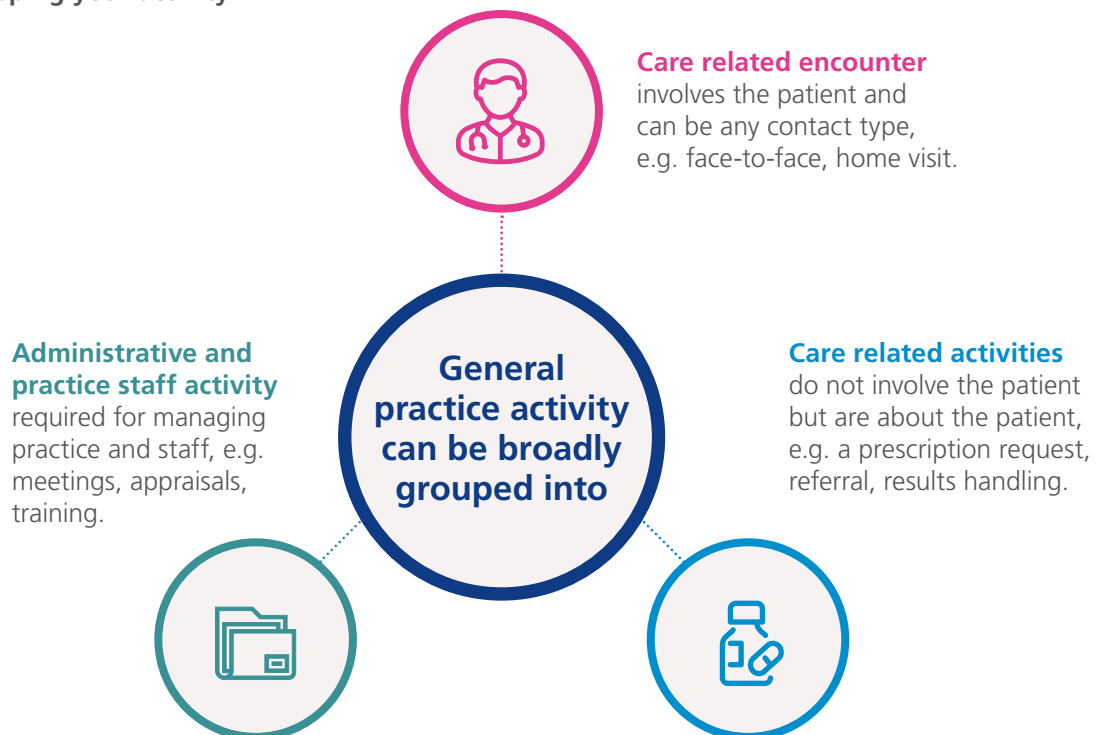 Care related encounter
involves the patient and
can be any contact type,
e.g. face-to-face, home visit.
General
practice activity
can be broadly
grouped into
Administrative and
practice staff activity
required for managing
practice and staff, e.g.
meetings, appraisals,
training.
Care related activities
do not involve the patient
but are about the patient,
e.g. a prescription request,
referral, results handling.